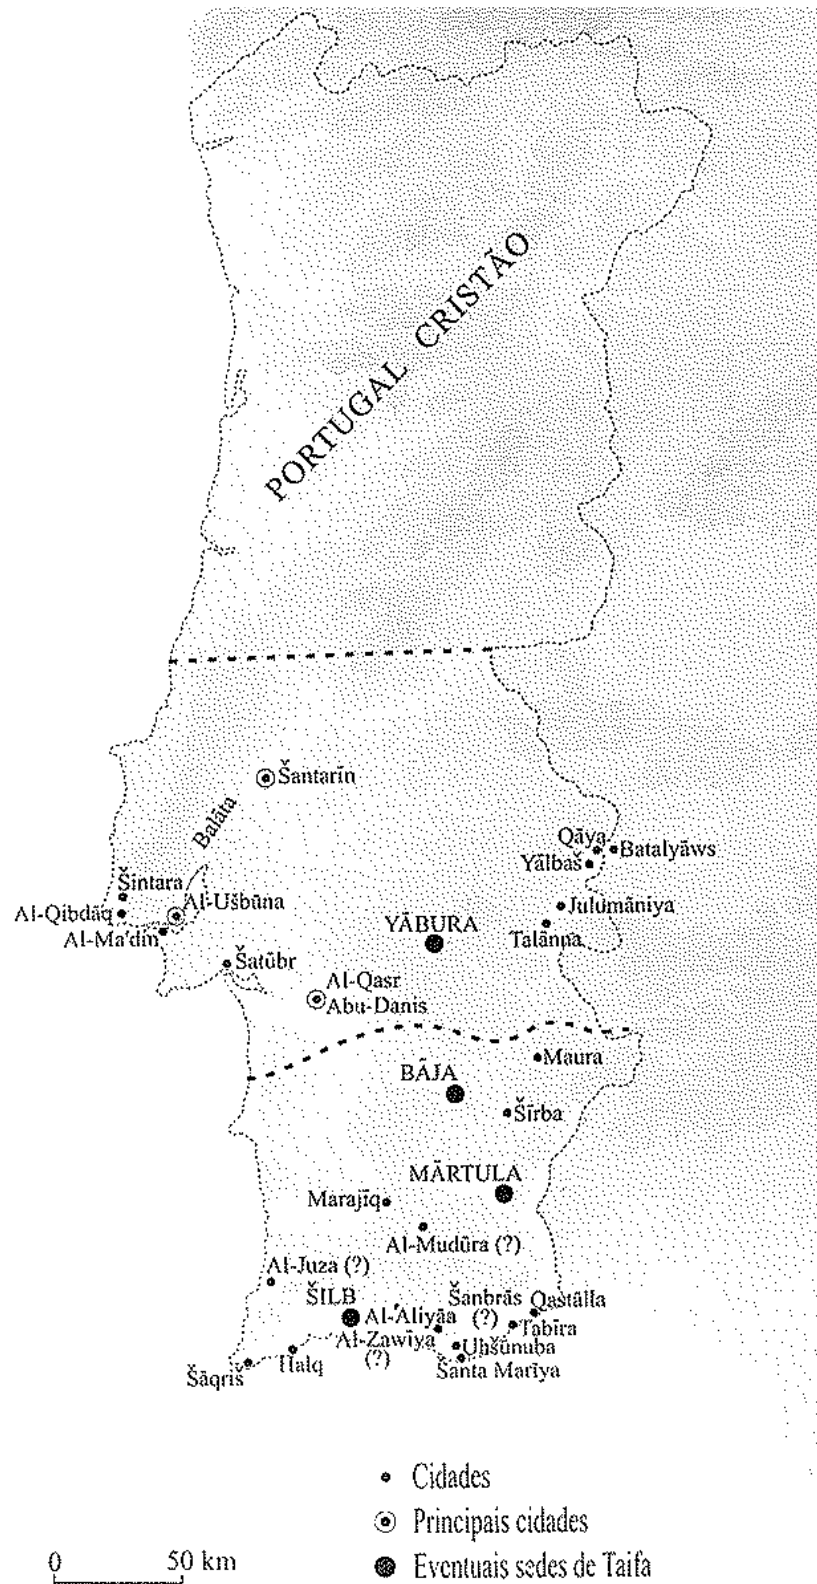 PORTUGAL CRISTÃO
Šantarīn
Balāta
Qāya
Batalyāws
Yālbaš
Šintara
Al-Ušbūna
Al-Qibdāq
Al-Ma'din
Julumāniya
Talānna
YĀBURA
Šatūbr
Al-Qasr
Abu-Danis
Maura
BĀJA
Šīrba
MĀRTULA
Marajīq
Al-Mudūra (?)
Al-Juza (?)
ŠILB
Al-Aliyāa
Šanbrās
(?)
Qastālla
Tabīra
Al-Zawīya
(?)
Uhšūnuba
Šanta Marīya
Halq
Šāqris
Cidades
Principais cidades
Eventuais sedes de Taifa
0 50 km